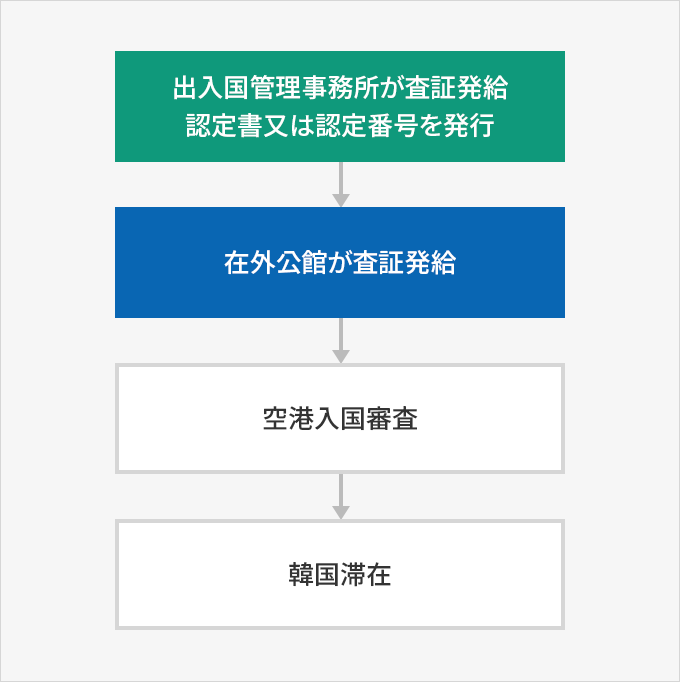 出入国管理事務所が査証発給
認定書又は認定番号を発行
在外公館が査証発給
空港入国審査
韓国滞在